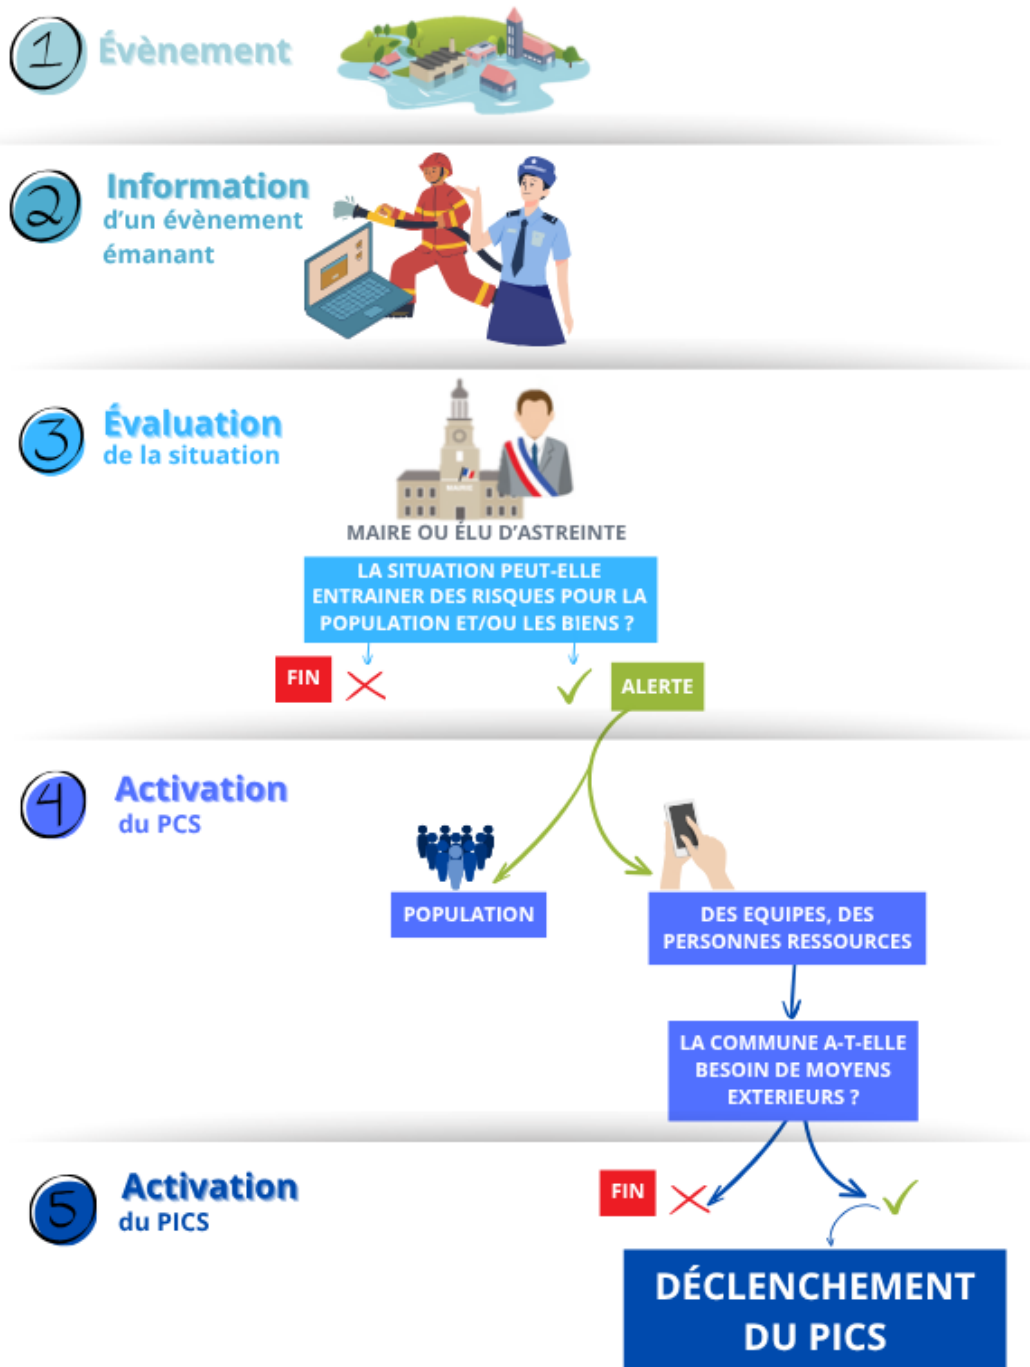 1
Évènement
2
Information
d'un évènement
émanant
3
Évaluation
de la situation
MAIRIE
MAIRE OU ÉLU D'ASTREINTE
LA SITUATION PEUT-ELLE
ENTRAINER DES RISQUES POUR LA
POPULATION ET/OU LES BIENS ?
FIN
ALERTE
4
Activation
du PCS
POPULATION
DES EQUIPES, DES
PERSONNES RESSOURCES
LA COMMUNE A-T-ELLE
BESOIN DE MOYENS
EXTERIEURS ?
5
Activation
du PICS
FIN
DÉCLENCHEMENT
DU PICS